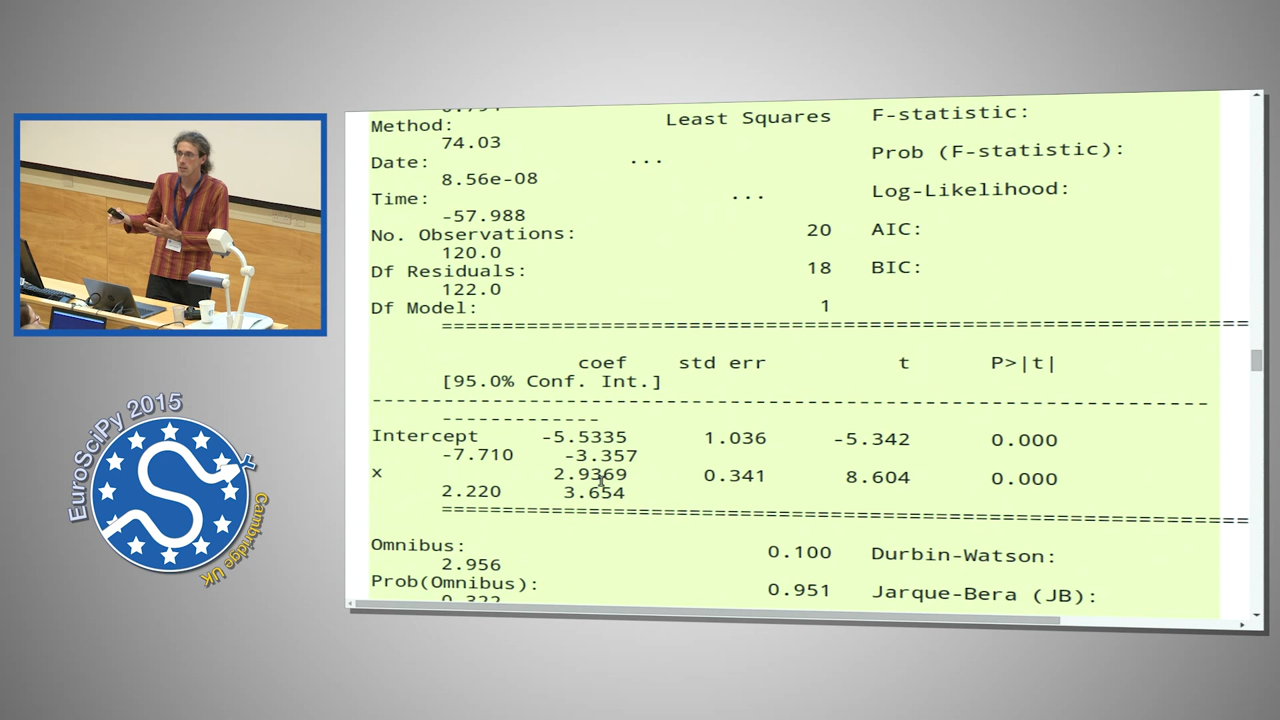 Method: Least Squares F-statistic:
74.03
Date: ... Prob (F-statistic):
8.56e-08
Time: ... Log-Likelihood:
-57.988
No. Observations: 20 AIC:
120.0
Df Residuals: 18 BIC:
122.0
Df Model: 1
==============================================================================
coef std err t P>|t|
[95.0% Conf. Int.]
------------------------------------------------------------------------------
-------------
Intercept -5.5335 1.036 -5.342 0.000
-7.710 -3.357
x 2.9369 0.341 8.604 0.000
2.220 3.654
==============================================================================
Omnibus: 0.100 Durbin-Watson:
2.956
Prob(Omnibus): 0.951 Jarque-Bera (JB):
0.322
EuroSciPy 2015
Cambridge UK